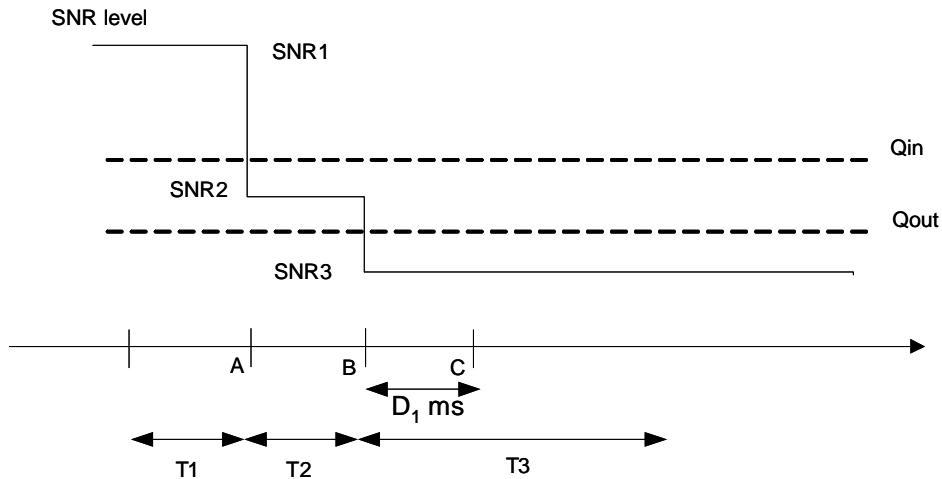 SNR level
SNR1
Qin
SNR2
Qout
SNR3
A
B
C
D₁ ms
T1
T2
T3